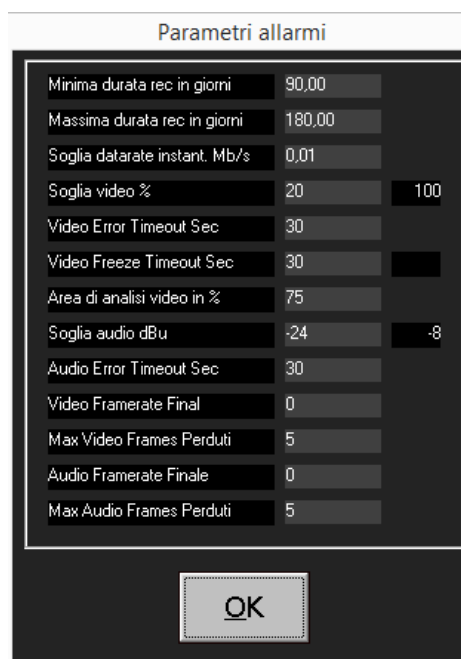 Parametri allarmi
Minima durata rec in giorni 90,00
Massima durata rec in giorni 180,00
Soglia datarate instant. Mb/s 0,01
Soglia video % 20 100
Video Error Timeout Sec 30
Video Freeze Timeout Sec 30
Area di analisi video in % 75
Soglia audio dBu -24 -8
Audio Error Timeout Sec 30
Video Framerate Final 0
Max Video Frames Perduti 5
Audio Framerate Finale 0
Max Audio Frames Perduti 5
OK